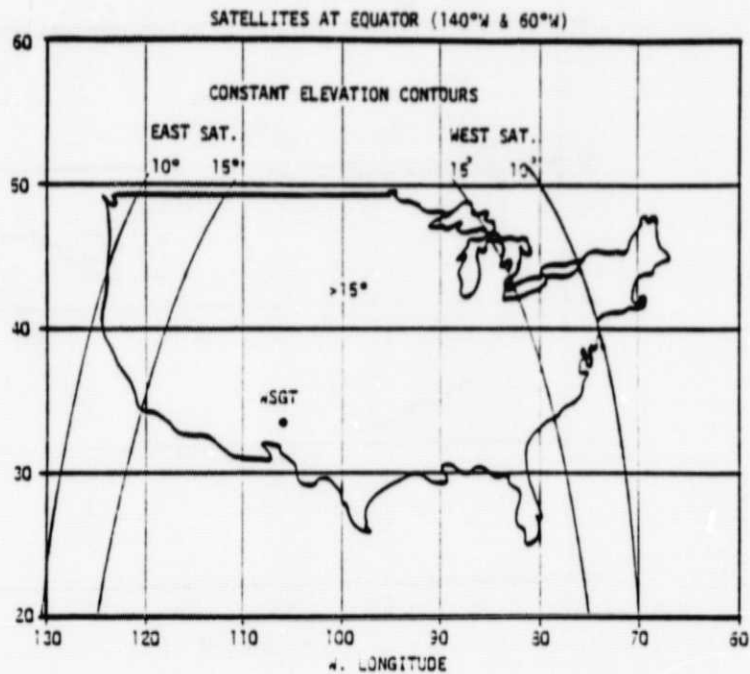 SATELLITES AT EQUATOR (140°W & 60°W)
60
CONSTANT ELEVATION CONTOURS
EAST SAT. WEST SAT.
10° 15° 15° 10°
50
>15°
40
WSGT
30
20
130 120 110 100 90 80 70 60
W. LONGITUDE